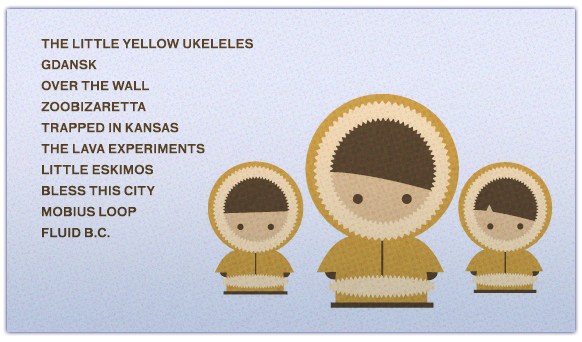 THE LITTLE YELLOW UKELELES
GDANSK
OVER THE WALL
ZOOBIZARETTA
TRAPPED IN KANSAS
THE LAVA EXPERIMENTS
LITTLE ESKIMOS
BLESS THIS CITY
MOBIUS LOOP
FLUID B.C.